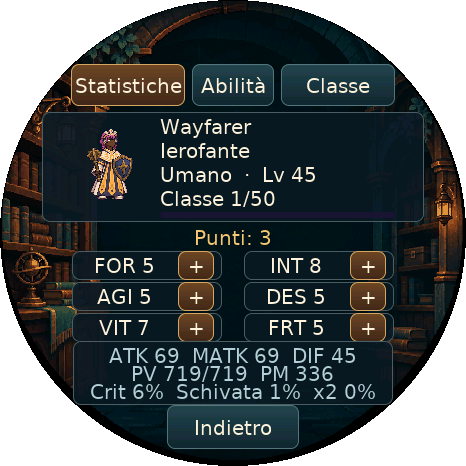 Statistiche Abilità Classe
Wayfarer
Ierofante
Umano · Lv 45
Classe 1/50
Punti: 3
FOR 5 + INT 8 +
AGI 5 + DES 5 +
VIT 7 + FRT 5 +
ATK 69 MATK 69 DIF 45
PV 719/719 PM 336
Crit 6% Schivata 1% x2 0%
Indietro